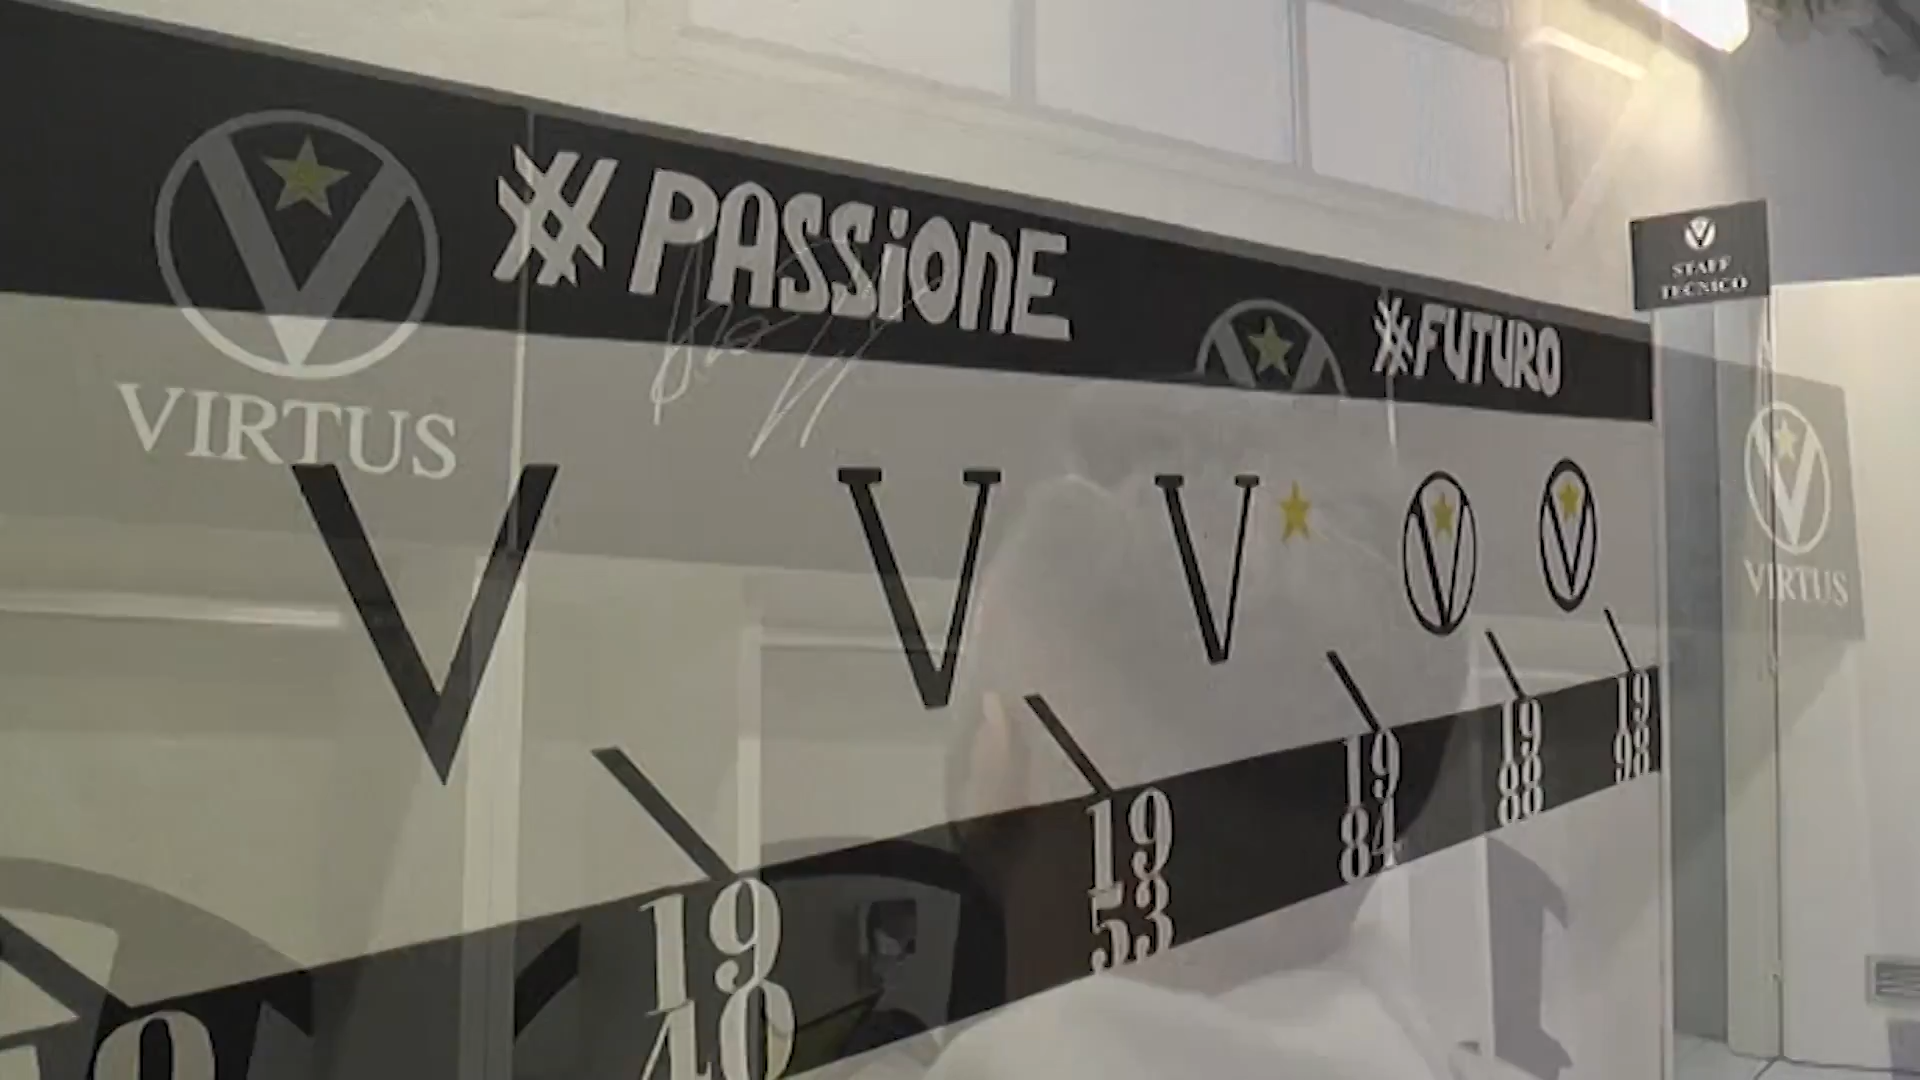 #PASSIONE
#FUTURO
STAFF
TECNICO
VIRTUS
VIRTUS
V
V
V
V
V
19
40
19
53
19
84
19
88
19
98